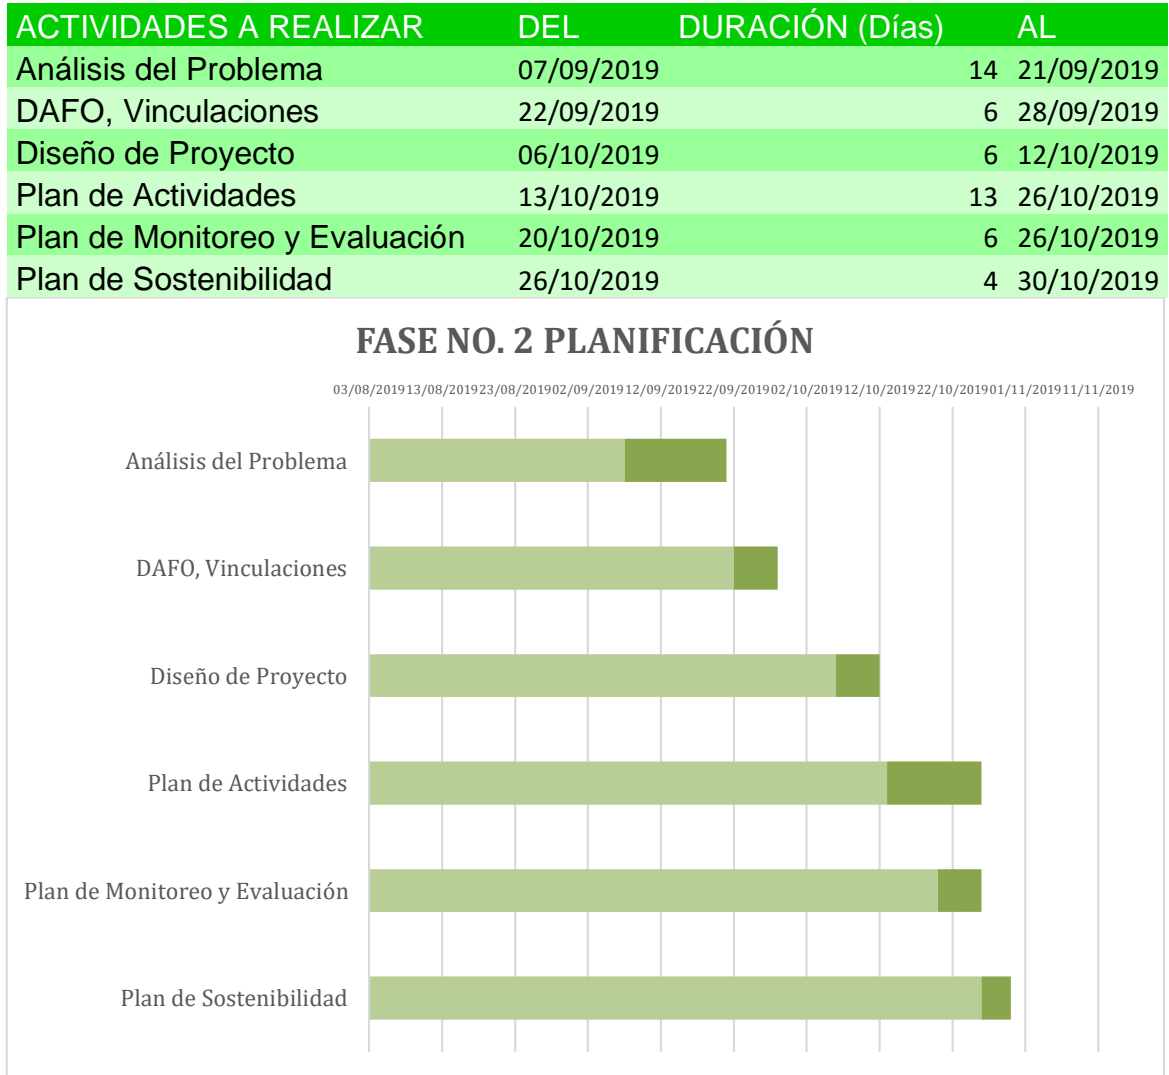 ACTIVIDADES A REALIZAR DEL DURACIÓN (Días) AL
Análisis del Problema 07/09/2019 14 21/09/2019
DAFO, Vinculaciones 22/09/2019 6 28/09/2019
Diseño de Proyecto 06/10/2019 6 12/10/2019
Plan de Actividades 13/10/2019 13 26/10/2019
Plan de Monitoreo y Evaluación 20/10/2019 6 26/10/2019
Plan de Sostenibilidad 26/10/2019 4 30/10/2019
FASE NO. 2 PLANIFICACIÓN
03/08/2019 13/08/2019 23/08/2019 02/09/2019 12/09/2019 22/09/2019 02/10/2019 12/10/2019 22/10/2019 01/11/2019 11/11/2019
Análisis del Problema
DAFO, Vinculaciones
Diseño de Proyecto
Plan de Actividades
Plan de Monitoreo y Evaluación
Plan de Sostenibilidad